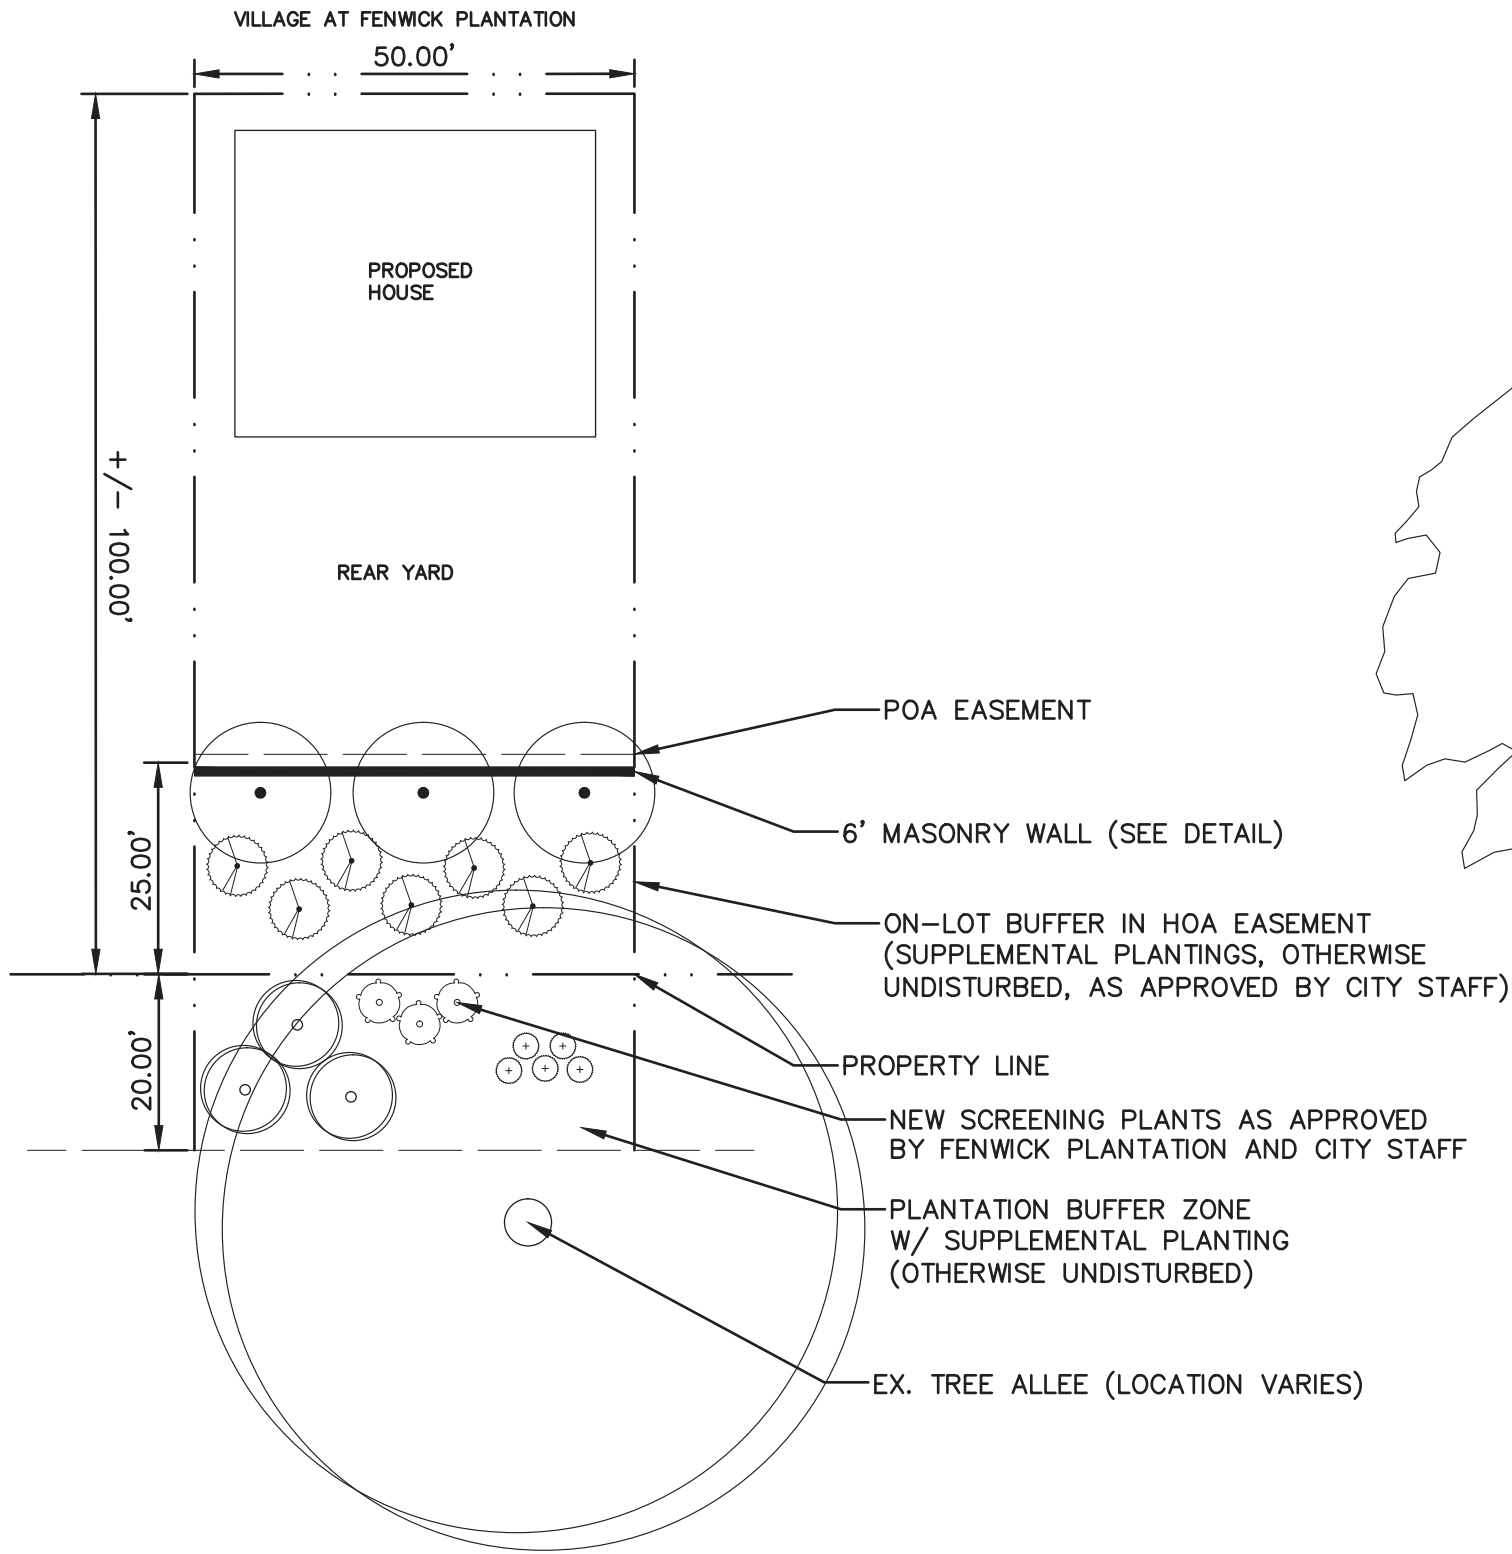 VILLAGE AT FENWICK PLANTATION
50.00'
PROPOSED
HOUSE
+/- 100.00'
REAR YARD
POA EASEMENT
6' MASONRY WALL (SEE DETAIL)
25.00'
ON-LOT BUFFER IN HOA EASEMENT
(SUPPLEMENTAL PLANTINGS, OTHERWISE
UNDISTURBED, AS APPROVED BY CITY STAFF)
20.00'
PROPERTY LINE
NEW SCREENING PLANTS AS APPROVED
BY FENWICK PLANTATION AND CITY STAFF
PLANTATION BUFFER ZONE
W/ SUPPLEMENTAL PLANTING
(OTHERWISE UNDISTURBED)
EX. TREE ALLEE (LOCATION VARIES)